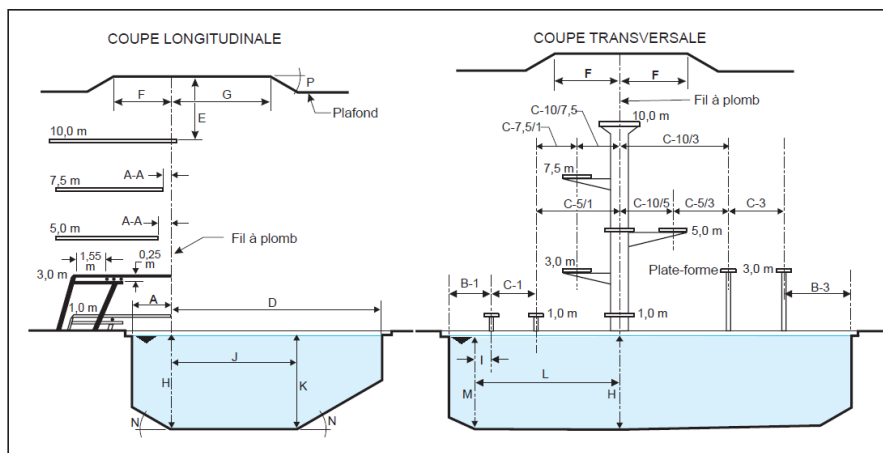 COUPE LONGITUDINALE
F
G
P
E
Plafond
10,0 m
A-A
7,5 m
A-A
5,0 m
Fil à plomb
1,55
m
0,25
m
3,0 m
A
D
1,0 m
J
H
K
N
N
COUPE TRANSVERSALE
F
F
Fil à plomb
C-10/7,5
10,0 m
C-7,5/1
C-10/3
7,5 m
C-5/1
C-10/5
C-5/3
C-3
5,0 m
3,0 m
Plate-forme
3,0 m
B-1
C-1
B-3
1,0 m
1,0 m
I
L
M
H